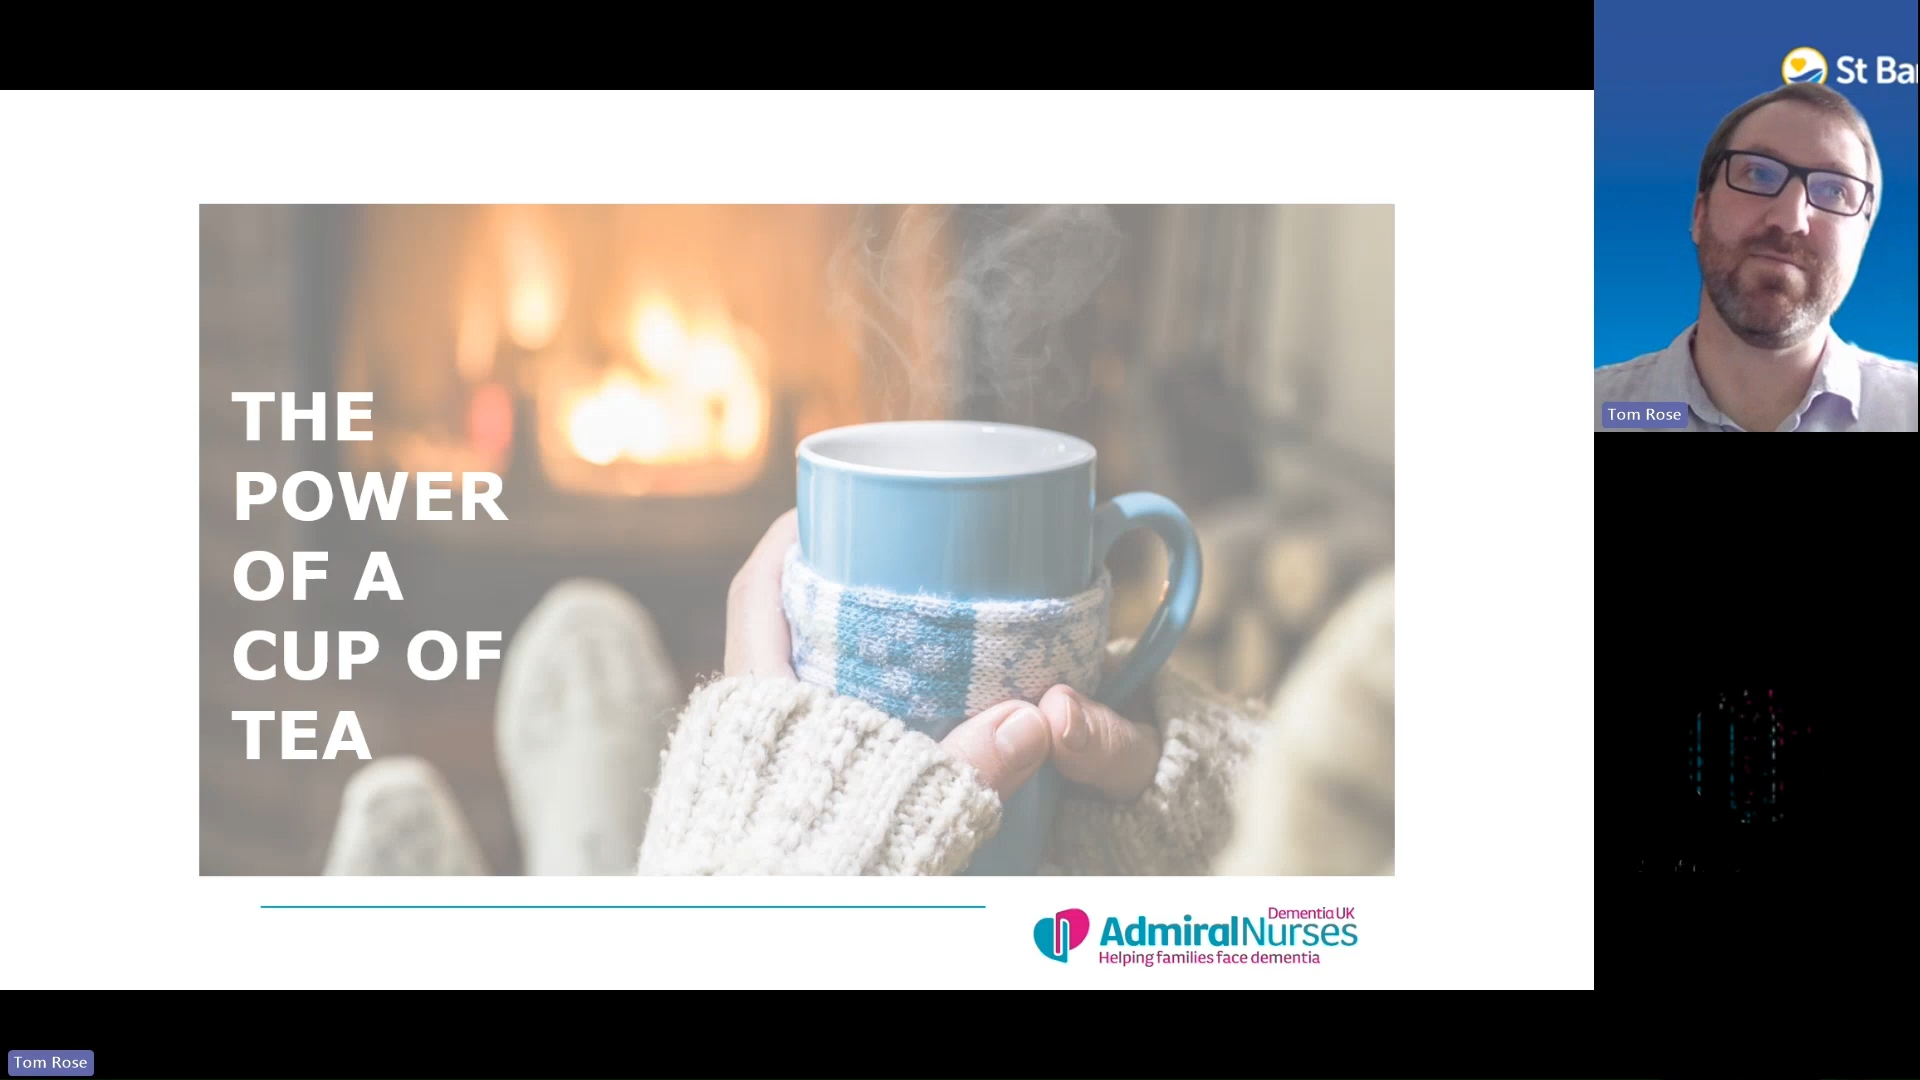 THE
POWER
OF A
CUP OF
TEA
Dementia UK
AdmiralNurses
Helping families face dementia
St Ba
Tom Rose
Tom Rose